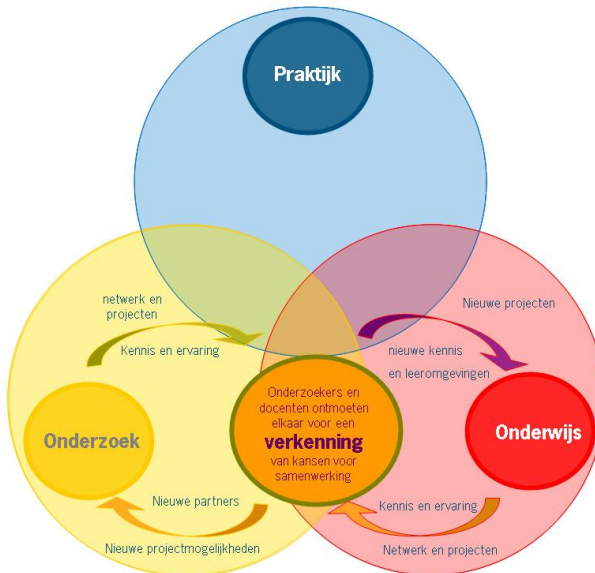 Praktijk
netwerk en
projecten
Kennis en ervaring
Nieuwe projecten
nieuwe kennis
en leeromgevingen
Onderzoek
Onderzoekers en
docenten ontmoeten
elkaar voor een
verkenning
van kansen voor
samenwerking
Onderwijs
Nieuwe partners
Nieuwe projectmogelijkheden
Kennis en ervaring
Netwerk en projecten